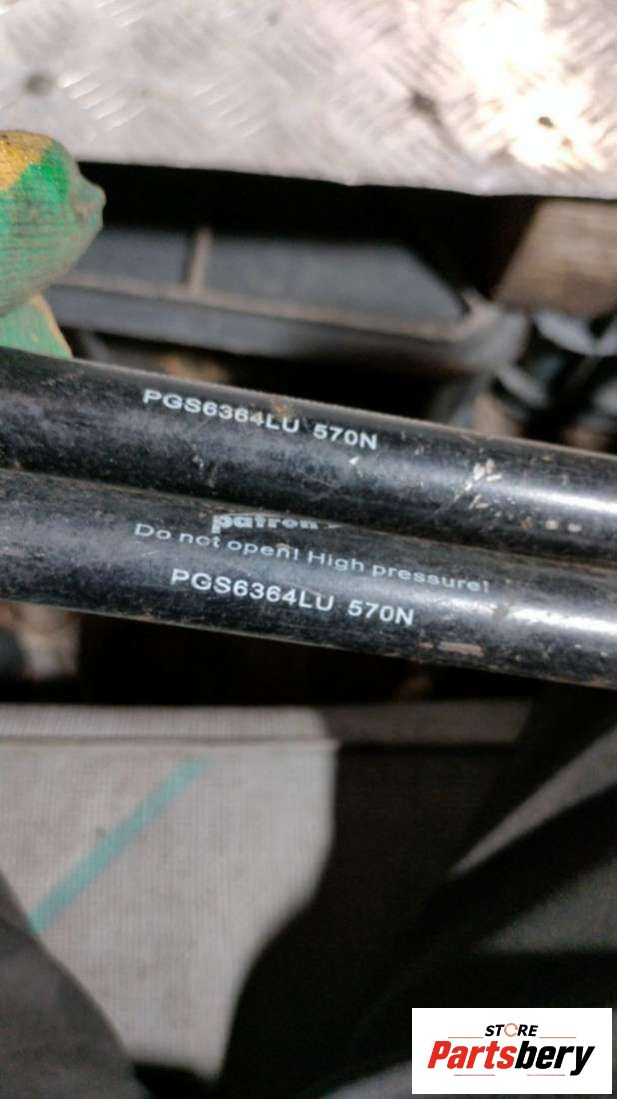 PGS6364LU 570N
patron
Do not open! High pressure!
PGS6364LU 570N
STORE
Partsbery